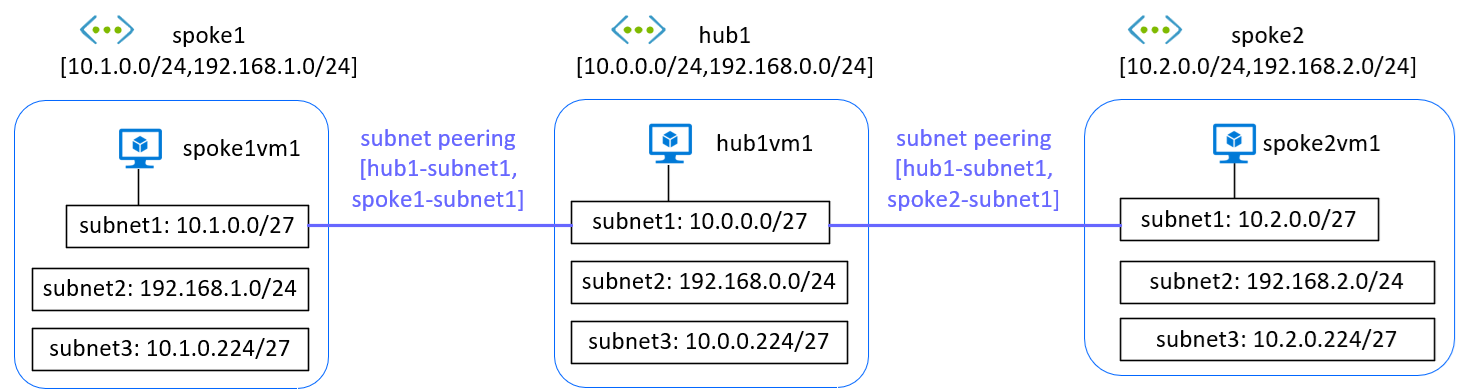 spoke1
[10.1.0.0/24,192.168.1.0/24]
hub1
[10.0.0.0/24,192.168.0.0/24]
spoke2
[10.2.0.0/24,192.168.2.0/24]
spoke1vm1
subnet1: 10.1.0.0/27
subnet2: 192.168.1.0/24
subnet3: 10.1.0.224/27
subnet peering
[hub1-subnet1,
spoke1-subnet1]
hub1vm1
subnet1: 10.0.0.0/27
subnet2: 192.168.0.0/24
subnet3: 10.0.0.224/27
subnet peering
[hub1-subnet1,
spoke2-subnet1]
spoke2vm1
subnet1: 10.2.0.0/27
subnet2: 192.168.2.0/24
subnet3: 10.2.0.224/27